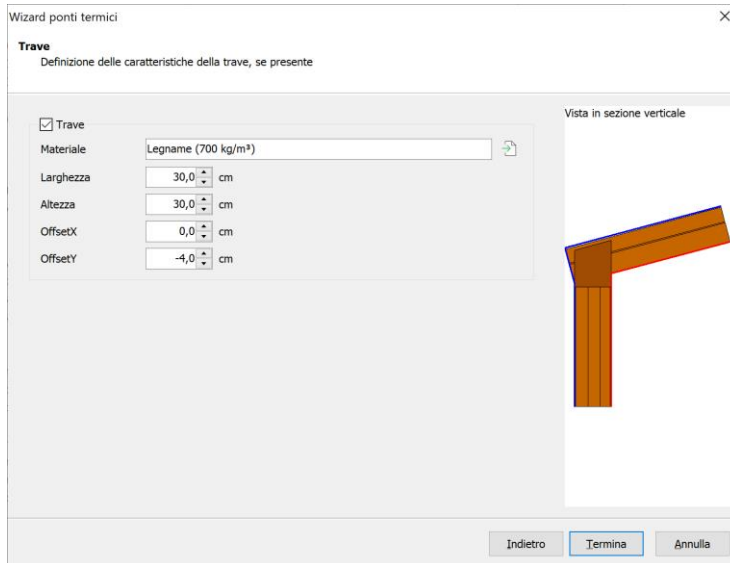 Wizard ponti termici
Trave
Definizione delle caratteristiche della trave, se presente
Trave
Materiale Legname (700 kg/m³)
Larghezza 30,0 cm
Altezza 30,0 cm
OffsetX 0,0 cm
OffsetY -4,0 cm
Vista in sezione verticale
Indietro Termina Annulla